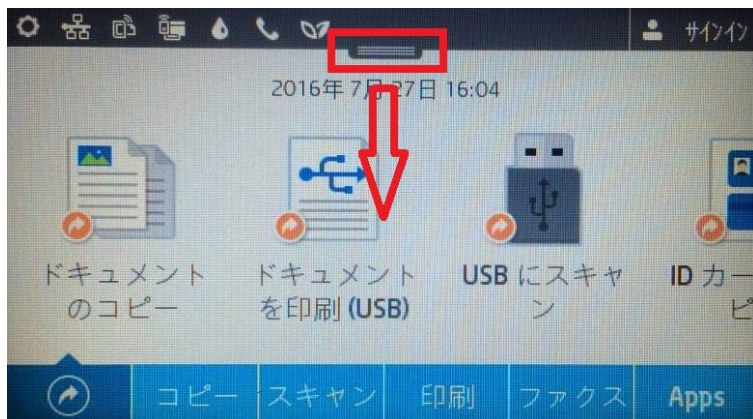 サインイン
2016年 7月 27日 16:04
ドキュメント
のコピー
ドキュメント
を印刷 (USB)
USB にスキャ
ン
ID カー
ピ
コピー
スキャン
印刷
ファクス
Apps